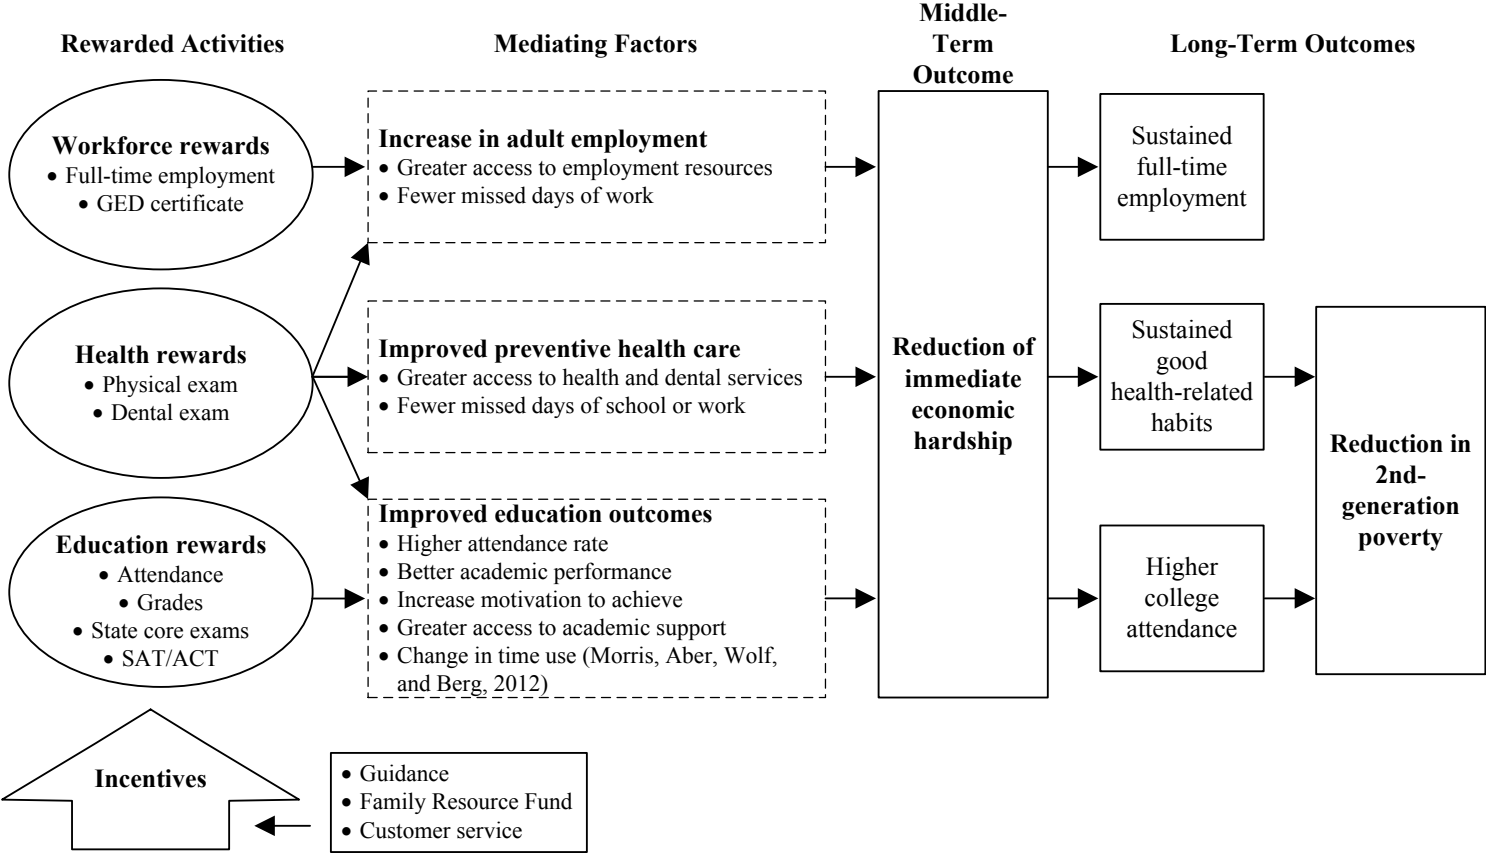 Rewarded Activities
Mediating Factors
Middle-
Term
Outcome
Long-Term Outcomes
Workforce rewards
• Full-time employment
• GED certificate
Increase in adult employment
• Greater access to employment resources
• Fewer missed days of work
Sustained
full-time
employment
Health rewards
• Physical exam
• Dental exam
Improved preventive health care
• Greater access to health and dental services
• Fewer missed days of school or work
Reduction of
immediate
economic
hardship
Sustained
good
health-related
habits
Reduction in
2nd-
generation
poverty
Education rewards
• Attendance
• Grades
• State core exams
• SAT/ACT
Improved education outcomes
• Higher attendance rate
• Better academic performance
• Increase motivation to achieve
• Greater access to academic support
• Change in time use (Morris, Aber, Wolf,
and Berg, 2012)
Higher
college
attendance
Incentives
• Guidance
• Family Resource Fund
• Customer service